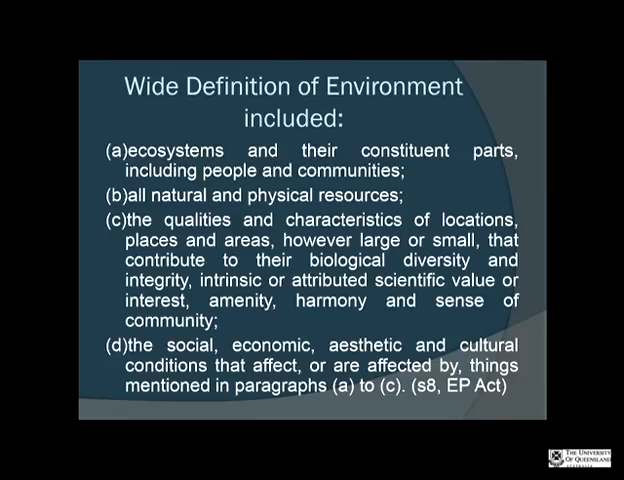 Wide Definition of Environment
included:
(a)ecosystems and their constituent parts,
including people and communities;
(b)all natural and physical resources;
(c)the qualities and characteristics of locations,
places and areas, however large or small, that
contribute to their biological diversity and
integrity, intrinsic or attributed scientific value or
interest, amenity, harmony and sense of
community;
(d)the social, economic, aesthetic and cultural
conditions that affect, or are affected by, things
mentioned in paragraphs (a) to (c). (s8, EP Act)
THE UNIVERSITY
OF QUEENSLAND
AUSTRALIA